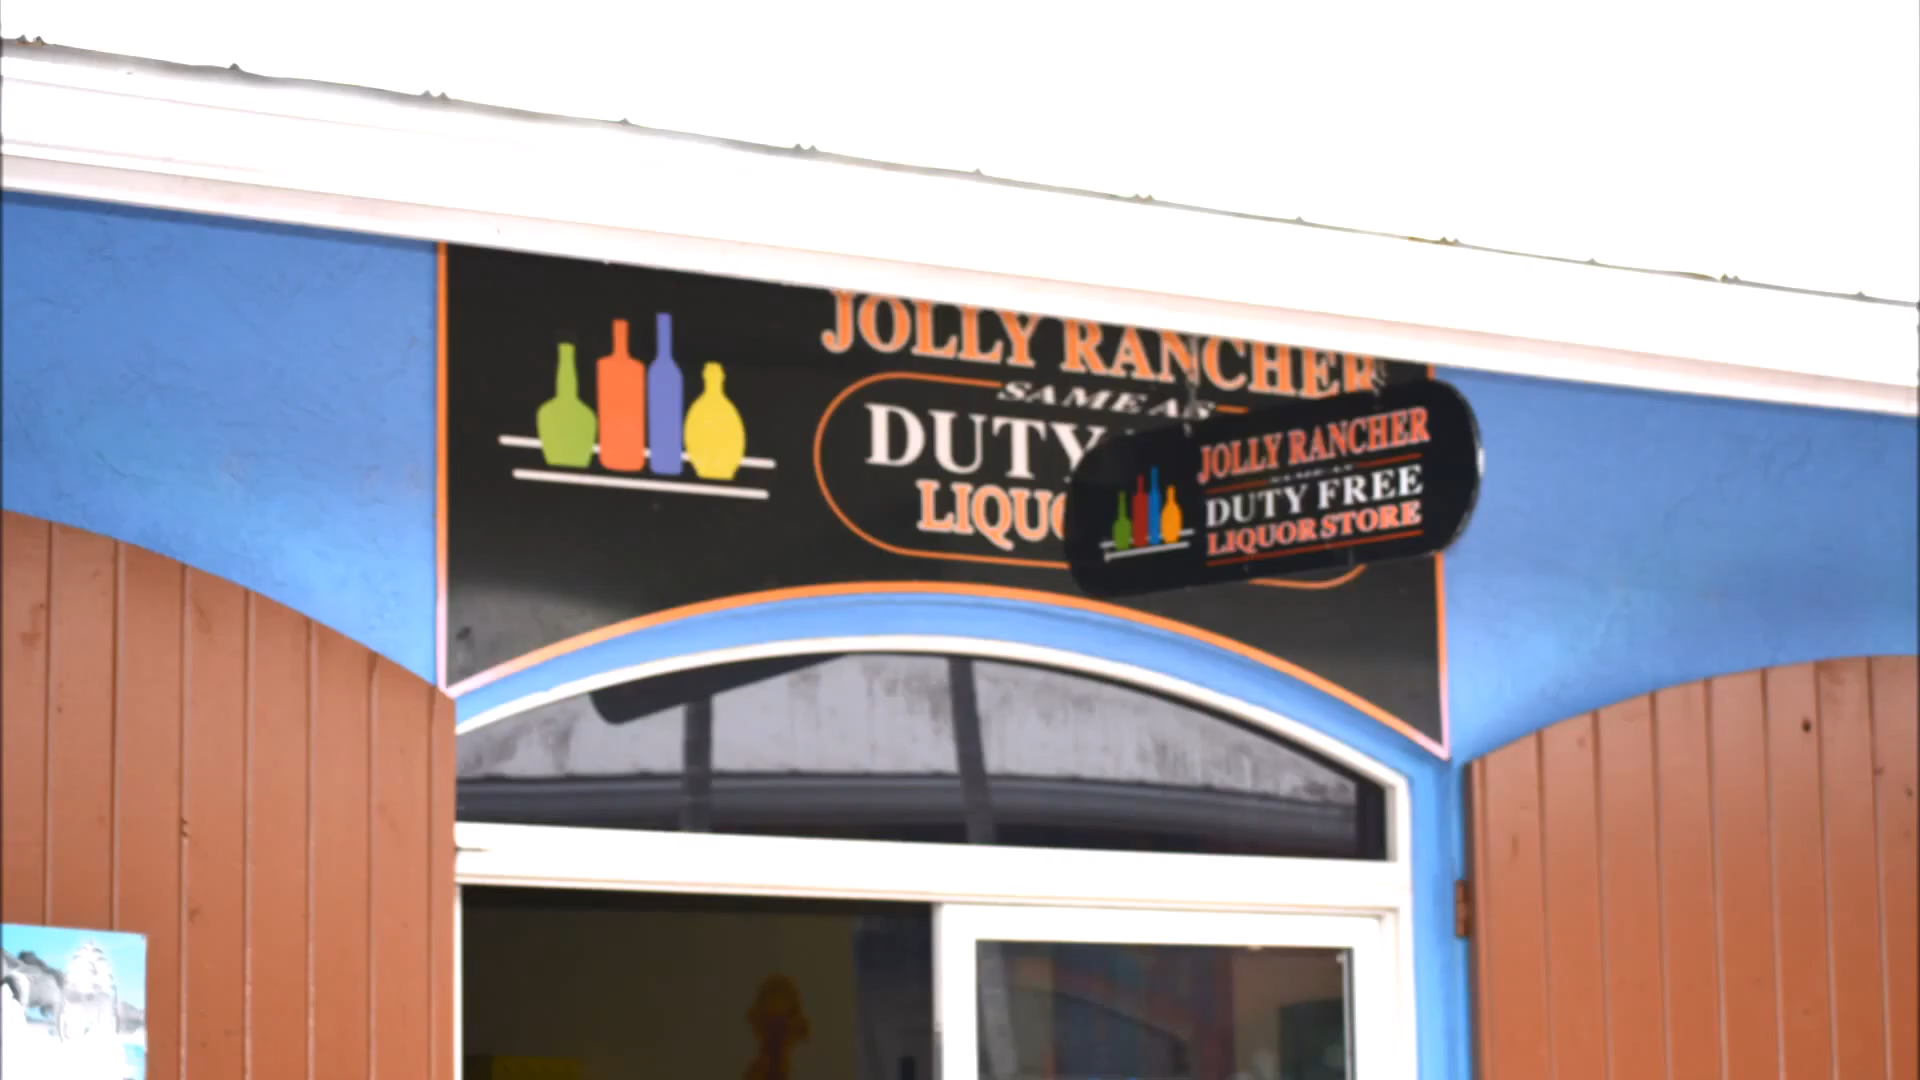 JOLLY RANCHER
SAME AS
DUTY
LIQUO
JOLLY RANCHER
SAME AS
DUTY FREE
LIQUOR STORE